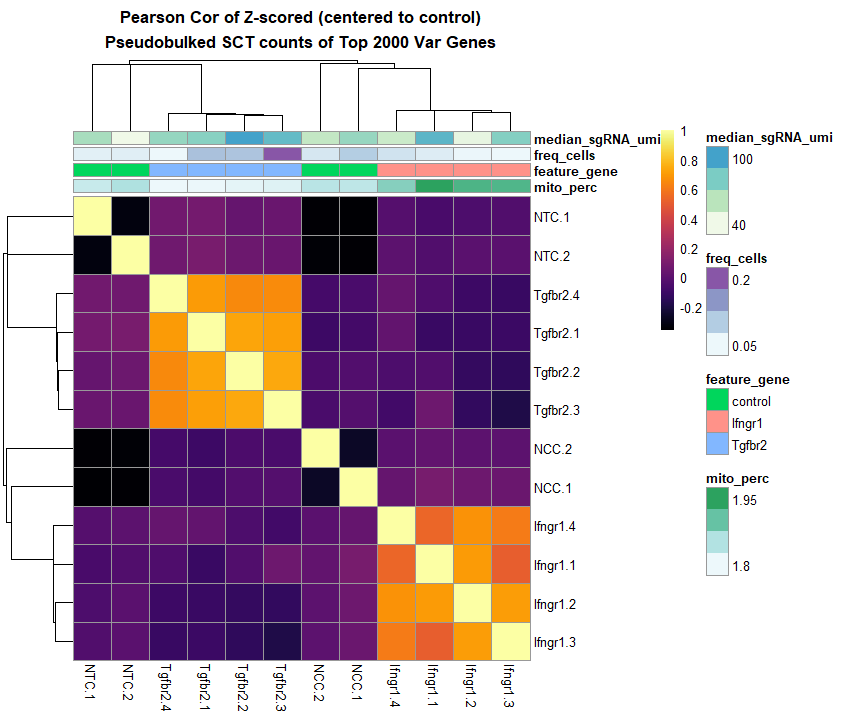 Pearson Cor of Z-scored (centered to control)
Pseudobulked SCT counts of Top 2000 Var Genes
median_sgRNA_umi
freq_cells
feature_gene
mito_perc
NTC.1
NTC.2
Tgfbr2.4
Tgfbr2.1
Tgfbr2.2
Tgfbr2.3
NCC.2
NCC.1
Ifngr1.4
Ifngr1.1
Ifngr1.2
Ifngr1.3
NTC.1
NTC.2
Tgfbr2.4
Tgfbr2.1
Tgfbr2.2
Tgfbr2.3
NCC.2
NCC.1
Ifngr1.4
Ifngr1.1
Ifngr1.2
Ifngr1.3
1
0.8
0.6
0.4
0.2
0
-0.2
median_sgRNA_umi
100
40
freq_cells
0.2
0.05
feature_gene
control
Ifngr1
Tgfbr2
mito_perc
1.95
1.8